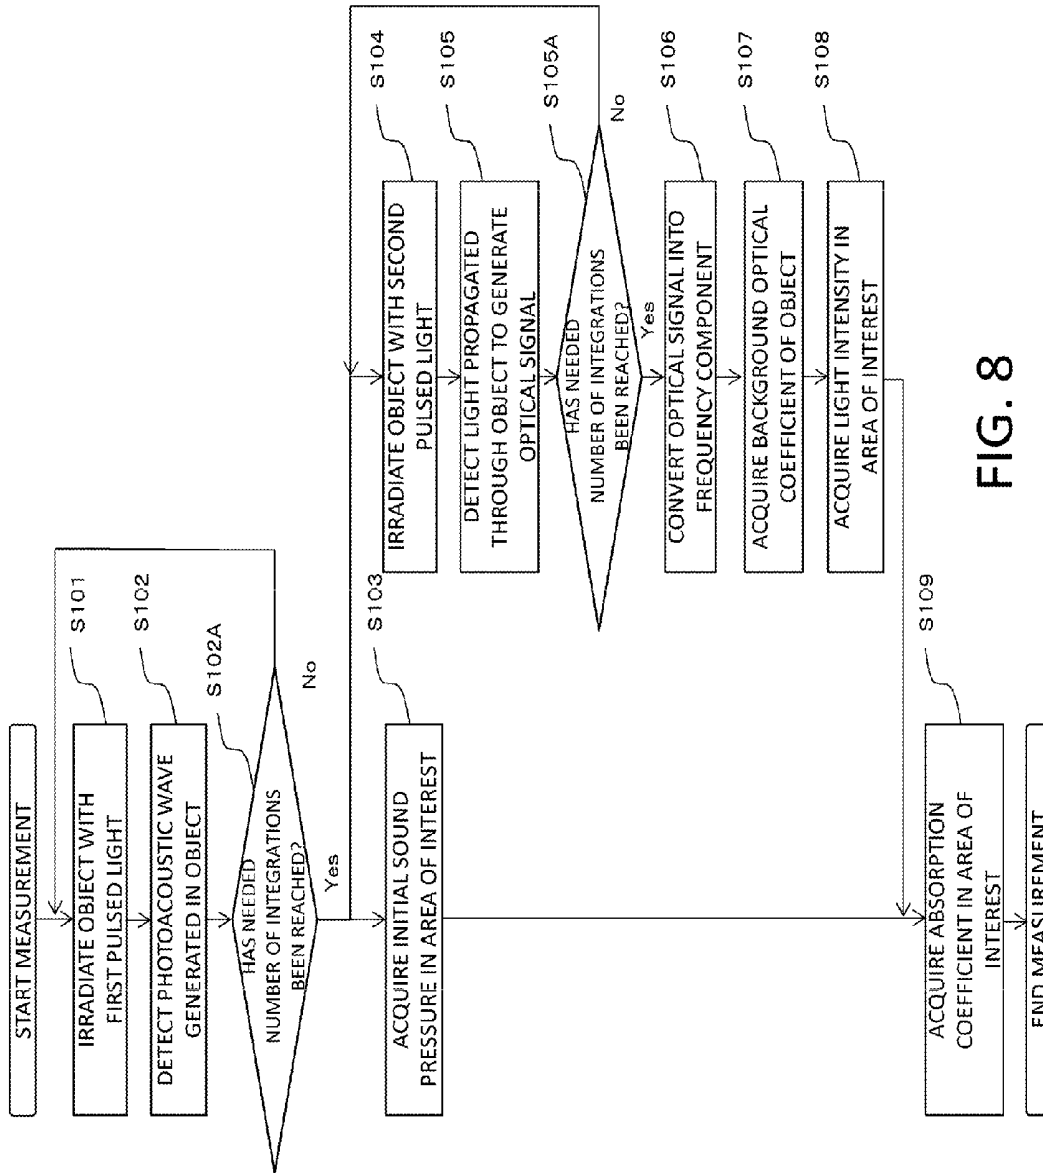 START MEASUREMENT
IRRADIATE OBJECT WITH
FIRST PULSED LIGHT
S101
DETECT PHOTOACOUSTIC WAVE
GENERATED IN OBJECT
S102
HAS NEEDED
NUMBER OF INTEGRATIONS
BEEN REACHED?
S102A
No
Yes
ACQUIRE INITIAL SOUND
PRESSURE IN AREA OF INTEREST
S103
IRRADIATE OBJECT WITH SECOND
PULSED LIGHT
S104
DETECT LIGHT PROPAGATED
THROUGH OBJECT TO GENERATE
OPTICAL SIGNAL
S105
HAS NEEDED
NUMBER OF INTEGRATIONS
BEEN REACHED?
S105A
No
Yes
CONVERT OPTICAL SIGNAL INTO
FREQUENCY COMPONENT
S106
ACQUIRE BACKGROUND OPTICAL
COEFFICIENT OF OBJECT
S107
ACQUIRE LIGHT INTENSITY IN
AREA OF INTEREST
S108
ACQUIRE ABSORPTION
COEFFICIENT IN AREA OF
INTEREST
S109
END MEASUREMENT
FIG. 8